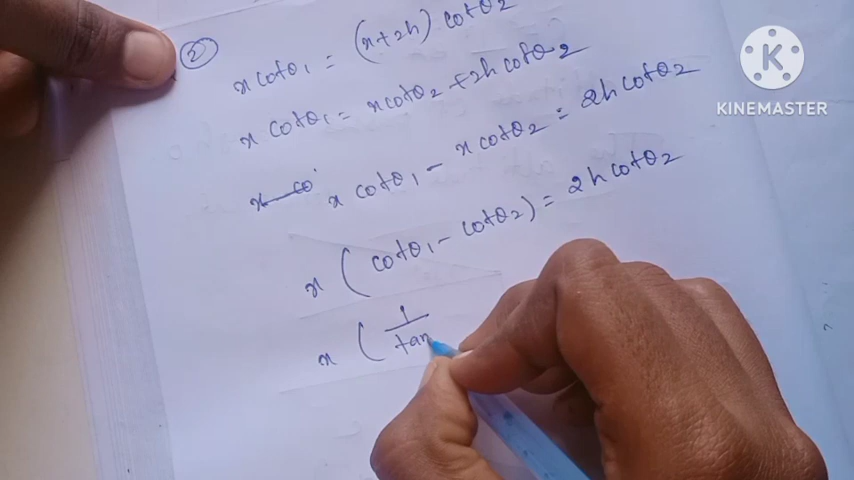 ②
x cotθ₁ = (x+2h) cotθ₂
x cotθ₁ = x cotθ₂ + 2h cotθ₂
x cot x cotθ₁ - x cotθ₂ = 2h cotθ₂
x ( cotθ₁ - cotθ₂ ) = 2h cotθ₂
x ( 1/tan
K
KINEMASTER